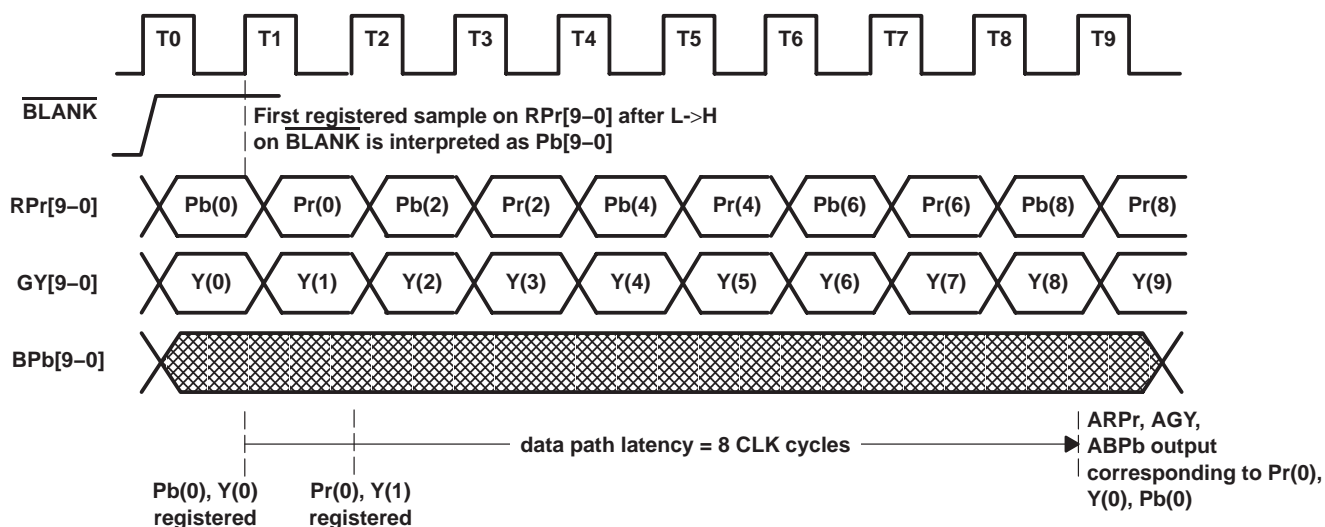 T0 T1 T2 T3 T4 T5 T6 T7 T8 T9
BLANK
First registered sample on RPr[9–0] after L->H
on BLANK is interpreted as Pb[9–0]
RPr[9–0] Pb(0) Pr(0) Pb(2) Pr(2) Pb(4) Pr(4) Pb(6) Pr(6) Pb(8) Pr(8)
GY[9–0] Y(0) Y(1) Y(2) Y(3) Y(4) Y(5) Y(6) Y(7) Y(8) Y(9)
BPb[9–0]
data path latency = 8 CLK cycles
ARPr, AGY,
ABPb output
corresponding to Pr(0),
Y(0), Pb(0)
Pb(0), Y(0)
registered
Pr(0), Y(1)
registered